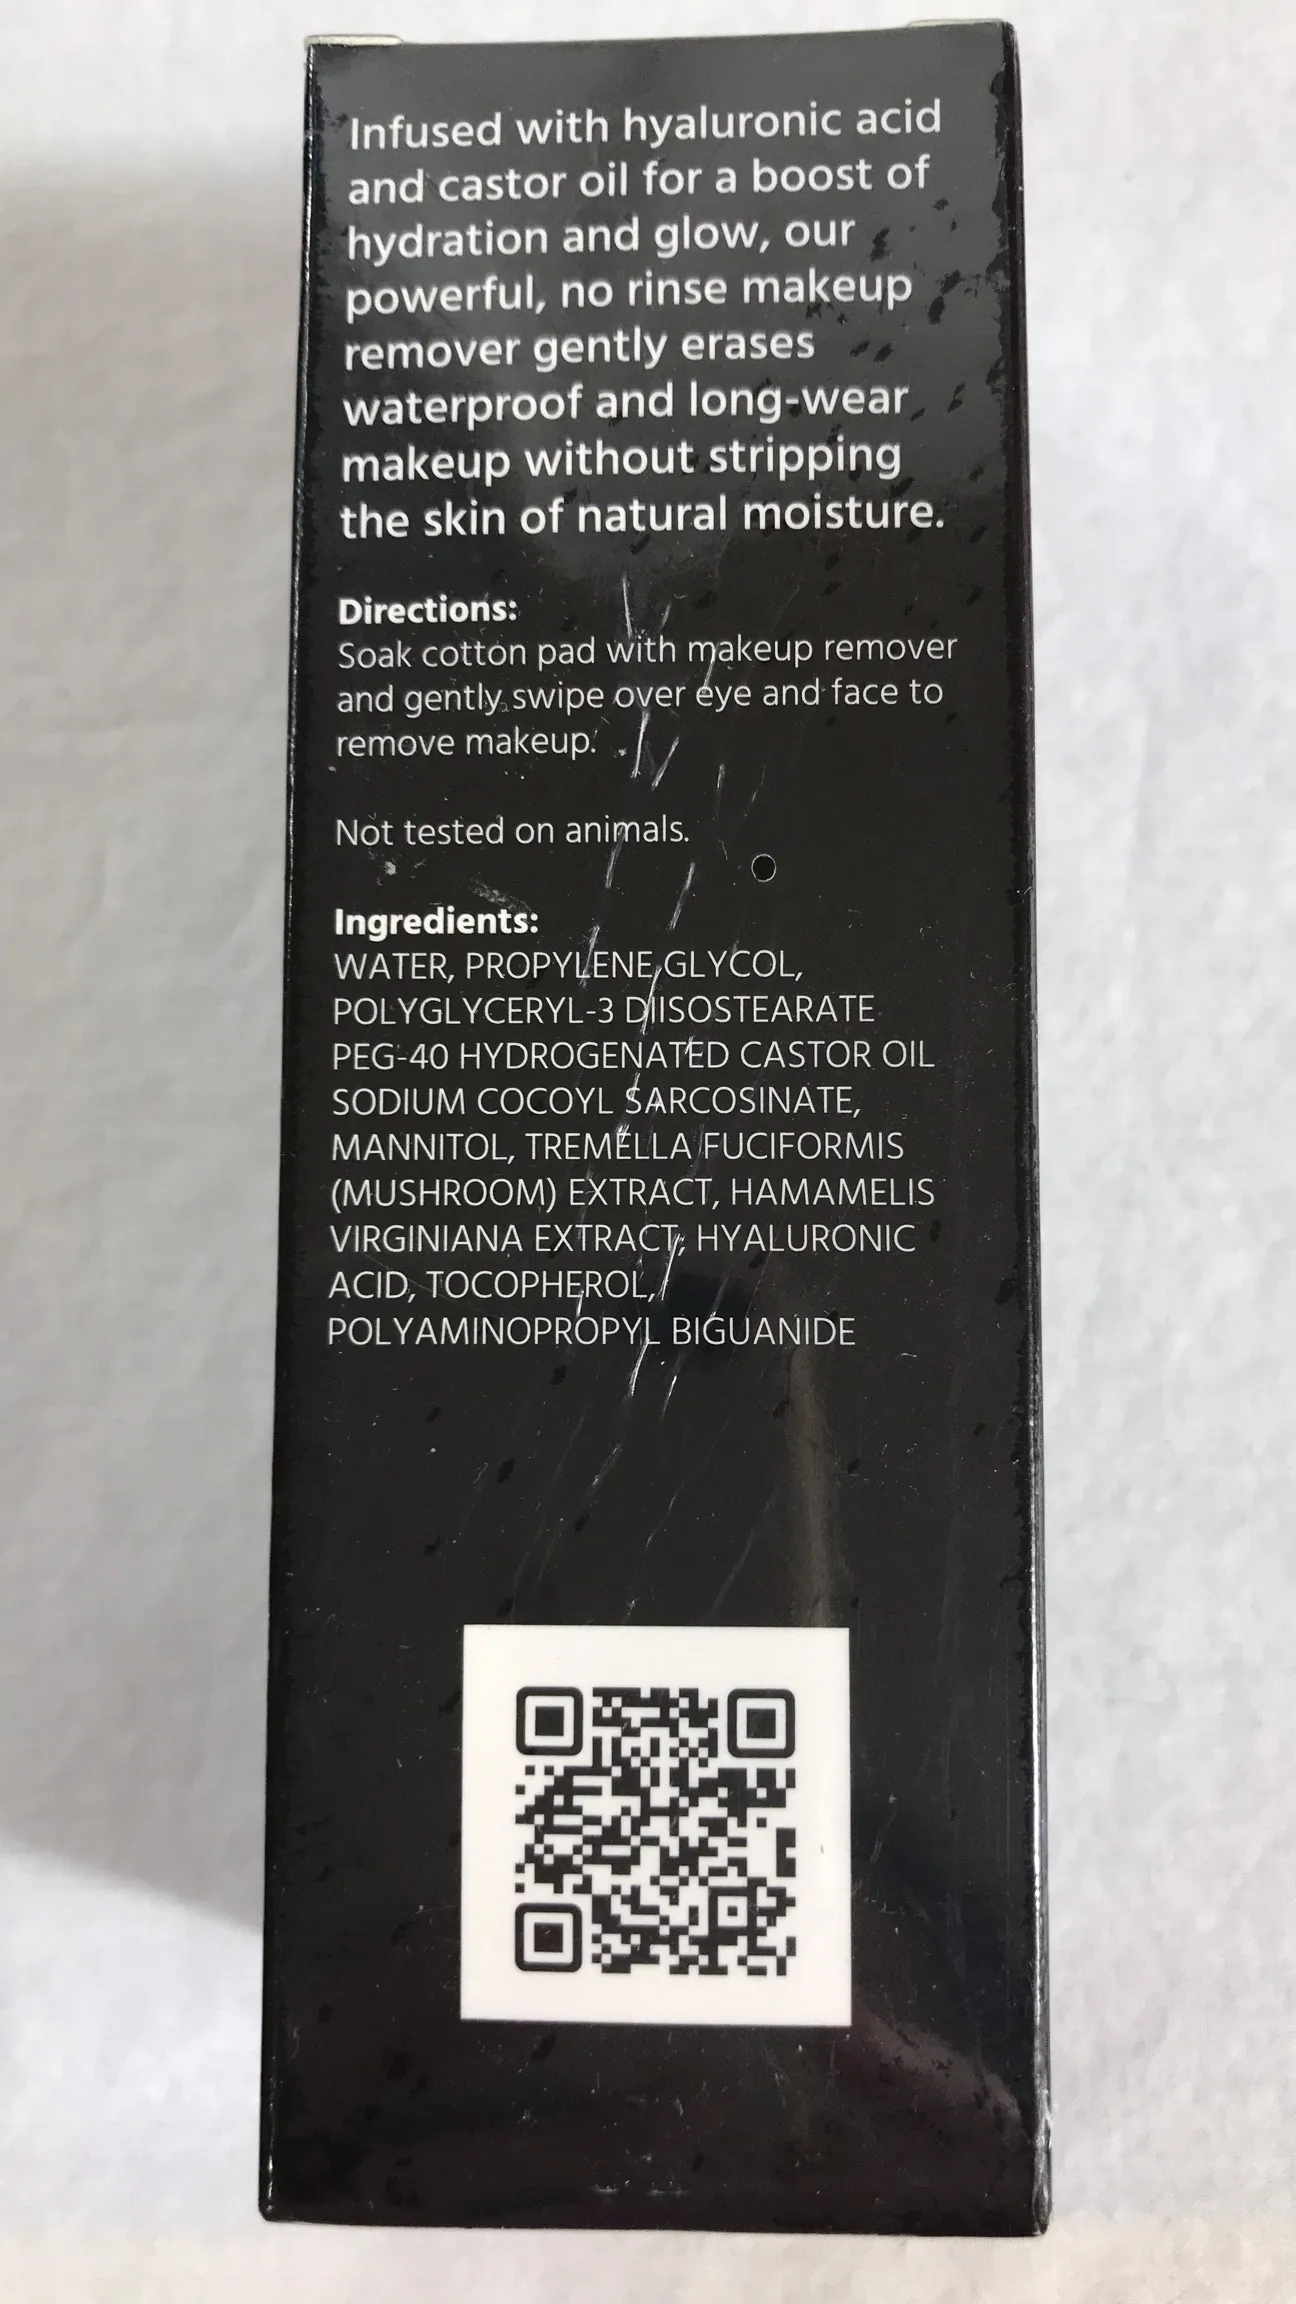 Infused with hyaluronic acid
and castor oil for a boost of
hydration and glow, our
powerful, no rinse makeup
remover gently erases
waterproof and long-wear
makeup without stripping
the skin of natural moisture.
Directions:
Soak cotton pad with makeup remover
and gently swipe over eye and face to
remove makeup.
Not tested on animals.
Ingredients:
WATER, PROPYLENE GLYCOL,
POLYGLYCERYL-3 DIISOSTEARATE
PEG-40 HYDROGENATED CASTOR OIL
SODIUM COCOYL SARCOSINATE,
MANNITOL, TREMELLA FUCIFORMIS
(MUSHROOM) EXTRACT, HAMAMELIS
VIRGINIANA EXTRACT, HYALURONIC
ACID, TOCOPHEROL,
POLYAMINOPROPYL BIGUANIDE